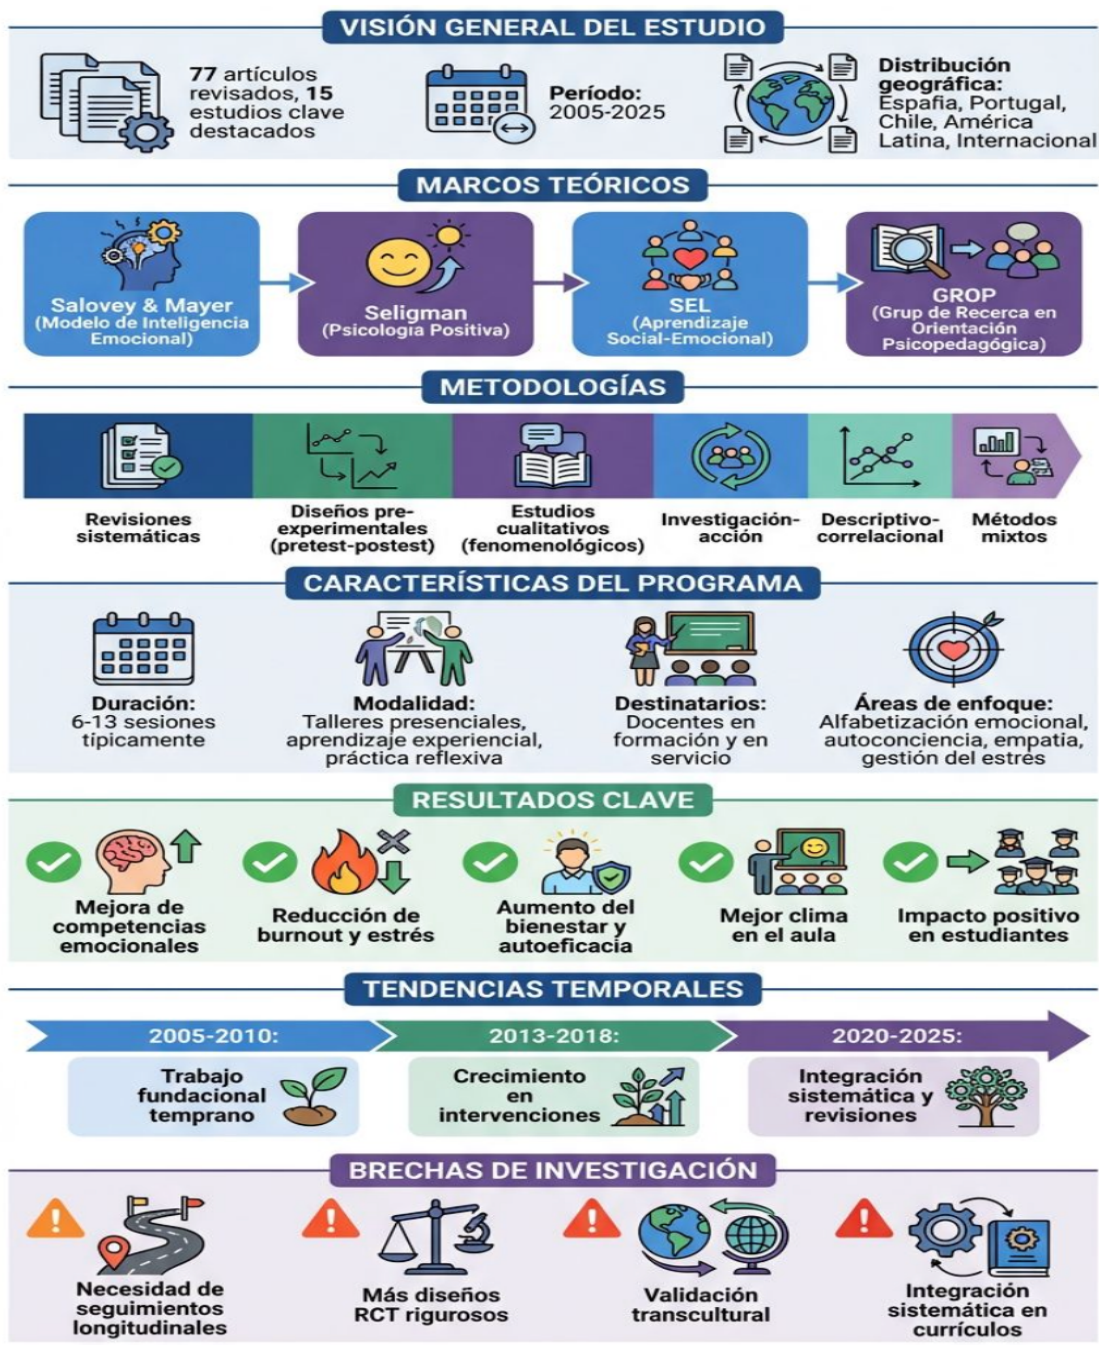 VISIÓN GENERAL DEL ESTUDIO
77 artículos
revisados, 15
estudios clave
destacados
Período:
2005-2025
Distribución
geográfica:
Espafia, Portugal,
Chile, América
Latina, Internacional
MARCOS TEÓRICOS
Salovey & Mayer
(Modelo de Inteligencia
Emocional)
Seligman
(Psicologia Positiva)
SEL
(Aprendizaje
Social-Emocional)
GROP
(Grup de Recerca en
Orientación
Psicopedagógica)
METODOLOGÍAS
Revisiones
sistemáticas
Diseños pre-
experimentales
(pretest-postest)
Estudios
cualitativos
(fenomenológicos)
Investigación-
acción
Descriptivo-
correlacional
Métodos
mixtos
CARACTERÍSTICAS DEL PROGRAMA
Duración:
6-13 sesiones
típicamente
Modalidad:
Talleres presenciales,
aprendizaje experiencial,
práctica reflexiva
Destinatarios:
Docentes en
formación y en
servicio
Áreas de enfoque:
Alfabetización emocional,
autoconciencia, empatia,
gestión del estrés
RESULTADOS CLAVE
Mejora de
competencias
emocionales
Reducción de
burnout y estrés
Aumento del
bienestar y
autoeficacia
Mejor clima
en el aula
Impacto positivo
en estudiantes
TENDENCIAS TEMPORALES
2005-2010:
Trabajo
fundacional
temprano
2013-2018:
Crecimiento
en
intervenciones
2020-2025:
Integración
sistemática y
revisiones
BRECHAS DE INVESTIGACIÓN
Necesidad de
seguimientos
longitudinales
Más diseños
RCT rigurosos
Validación
transcultural
Integración
sistemática en
currículos